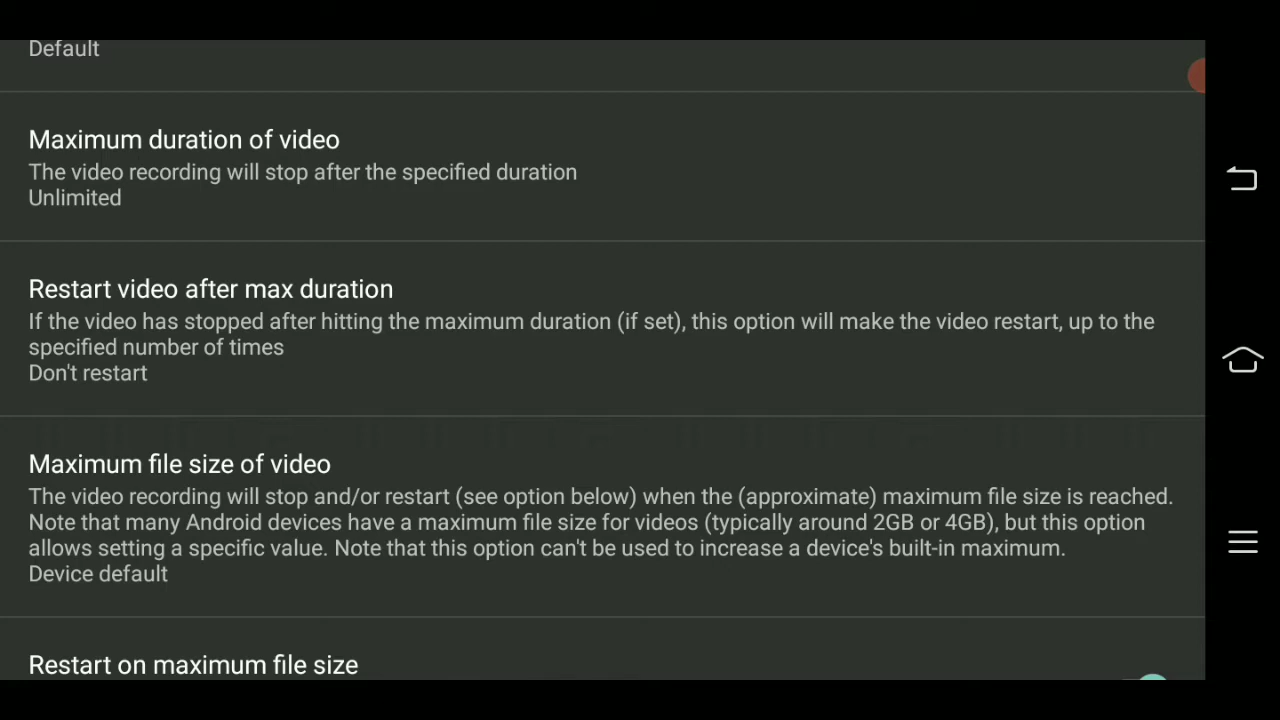 Default
Maximum duration of video
The video recording will stop after the specified duration
Unlimited
Restart video after max duration
If the video has stopped after hitting the maximum duration (if set), this option will make the video restart, up to the
specified number of times
Don't restart
Maximum file size of video
The video recording will stop and/or restart (see option below) when the (approximate) maximum file size is reached.
Note that many Android devices have a maximum file size for videos (typically around 2GB or 4GB), but this option
allows setting a specific value. Note that this option can't be used to increase a device's built-in maximum.
Device default
Restart on maximum file size